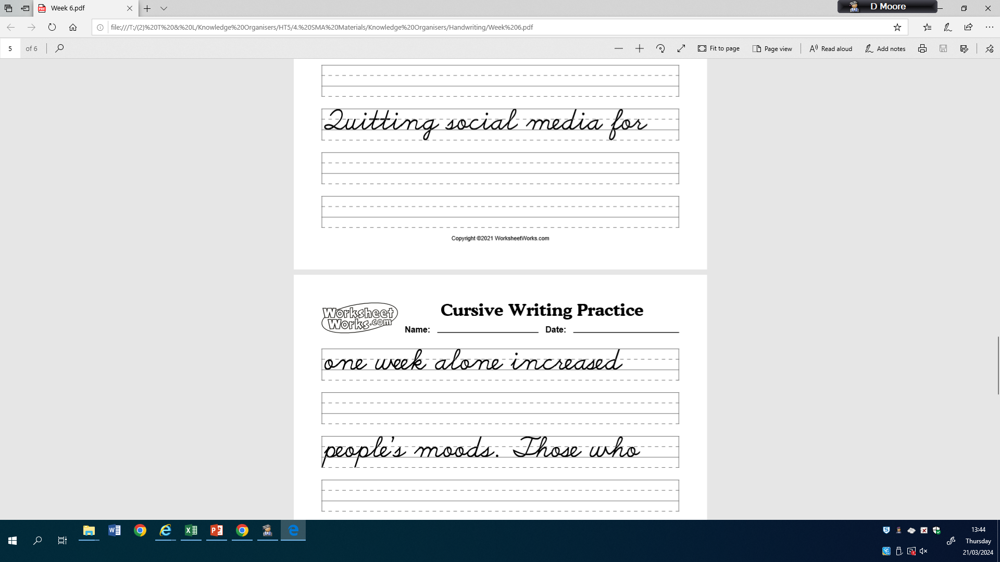 Week 6.pdf
D Moore
file:///T:/(2)%20T%20&%20L/Knowledge%20Organisers/HT5/4.%20SMA%20Materials/Knowledge%20Organisers/Handwriting/Week%206.pdf
5 of 6
Fit to page
Page view
Read aloud
Add notes
Quitting social media for
Copyright ©2021 WorksheetWorks.com
Worksheet
Works.com
Cursive Writing Practice
Name: Date:
one week alone increased
people's moods. Those who
13:44
Thursday
21/03/2024